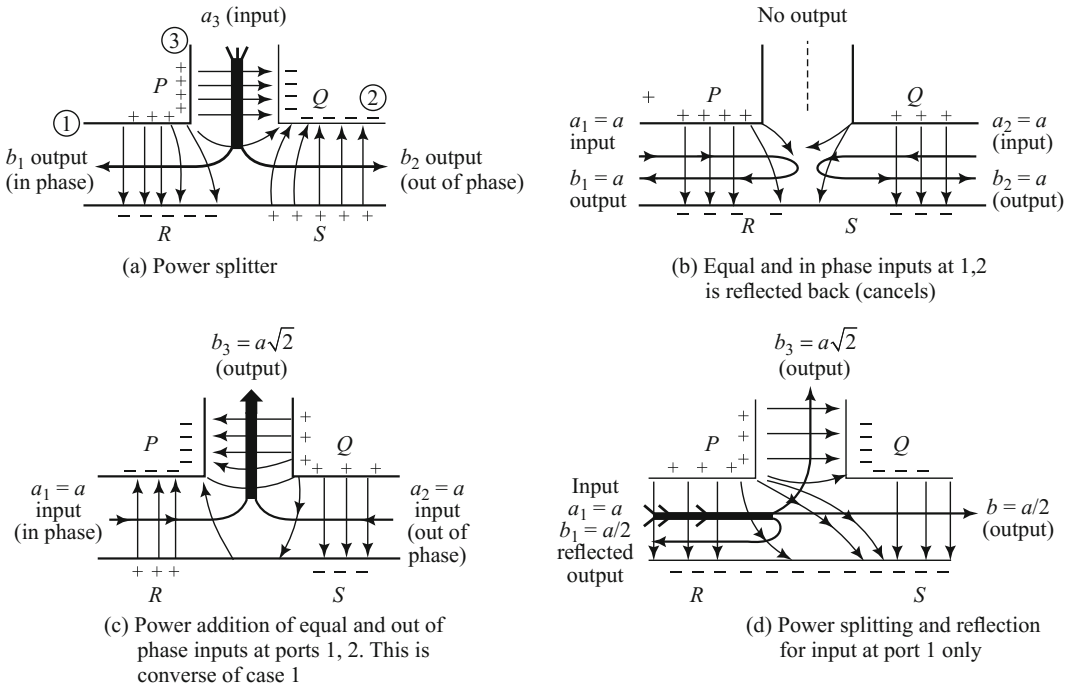 a₃ (input)
③
P
Q
①
②
b₁ output
(in phase)
b₂ output
(out of phase)
R
S
(a) Power splitter
No output
P
Q
a₁ = a
input
b₁ = a
output
a₂ = a
(input)
b₂ = a
(output)
R
S
(b) Equal and in phase inputs at 1,2
is reflected back (cancels)
b₃ = a√2
(output)
P
Q
a₁ = a
input
(in phase)
a₂ = a
input
(out of
phase)
R
S
(c) Power addition of equal and out of
phase inputs at ports 1, 2. This is
converse of case 1
b₃ = a√2
(output)
P
Q
Input
a₁ = a
b₁ = a/2
reflected
output
b = a/2
(output)
R
S
(d) Power splitting and reflection
for input at port 1 only